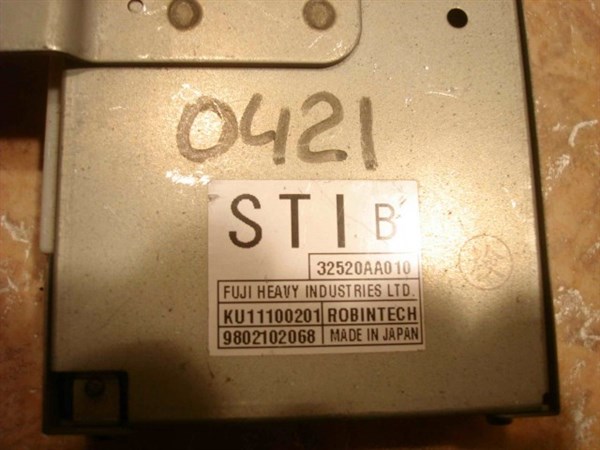 0421
STI B
32520AA010
FUJI HEAVY INDUSTRIES LTD.
KU11100201 ROBINTECH
9802102068 MADE IN JAPAN